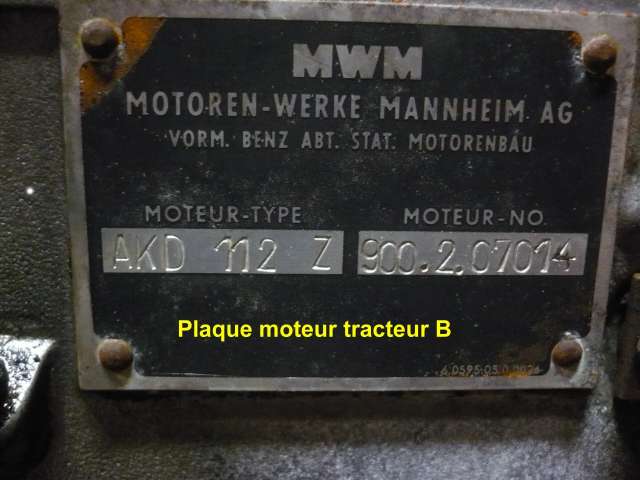 MWM
MOTOREN-WERKE MANNHEIM AG
VORM. BENZ ABT. STAT. MOTORENBAU
MOTEUR-TYPE MOTEUR-NO.
AKD 112 Z 900.2.07014
Plaque moteur tracteur B